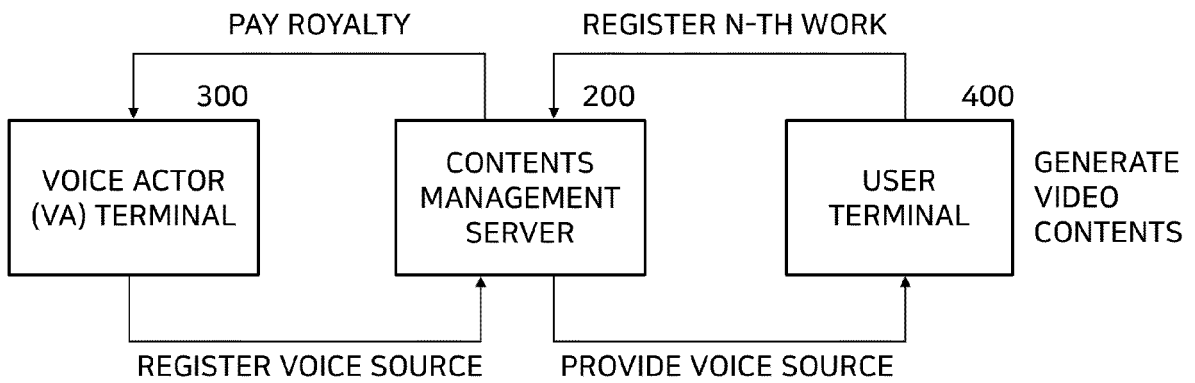 PAY ROYALTY
REGISTER N-TH WORK
300
200
400
VOICE ACTOR
(VA) TERMINAL
CONTENTS
MANAGEMENT
SERVER
USER
TERMINAL
GENERATE
VIDEO
CONTENTS
REGISTER VOICE SOURCE
PROVIDE VOICE SOURCE